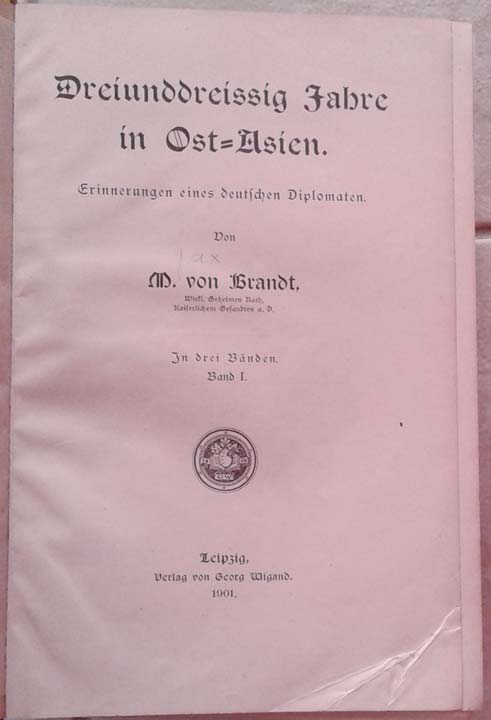 Dreiunddreissig Jahre
in Ost=Asien.
Erinnerungen eines deutschen Diplomaten.
Von
ax
M. von Brandt,
Wirkl. Geheimen Rath,
Kaiserlichem Gesandten a. D.
In drei Bänden.
Band I.
Leipzig,
Verlag von Georg Wigand.
1901.